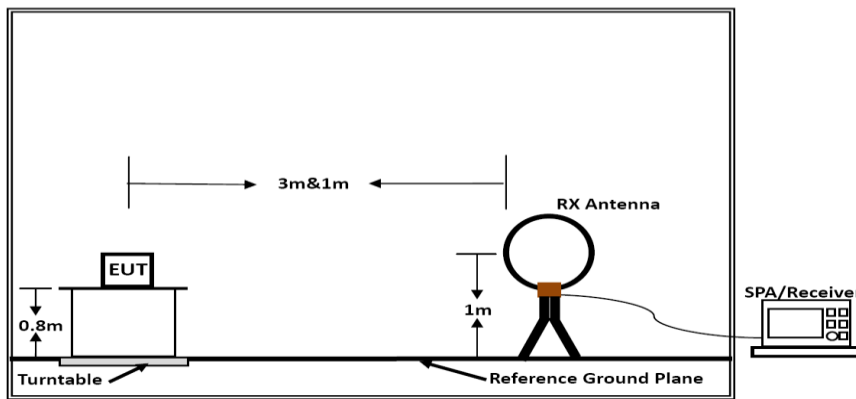 3m&1m
RX Antenna
EUT
SPA/Receiver
0.8m
1m
Turntable
Reference Ground Plane